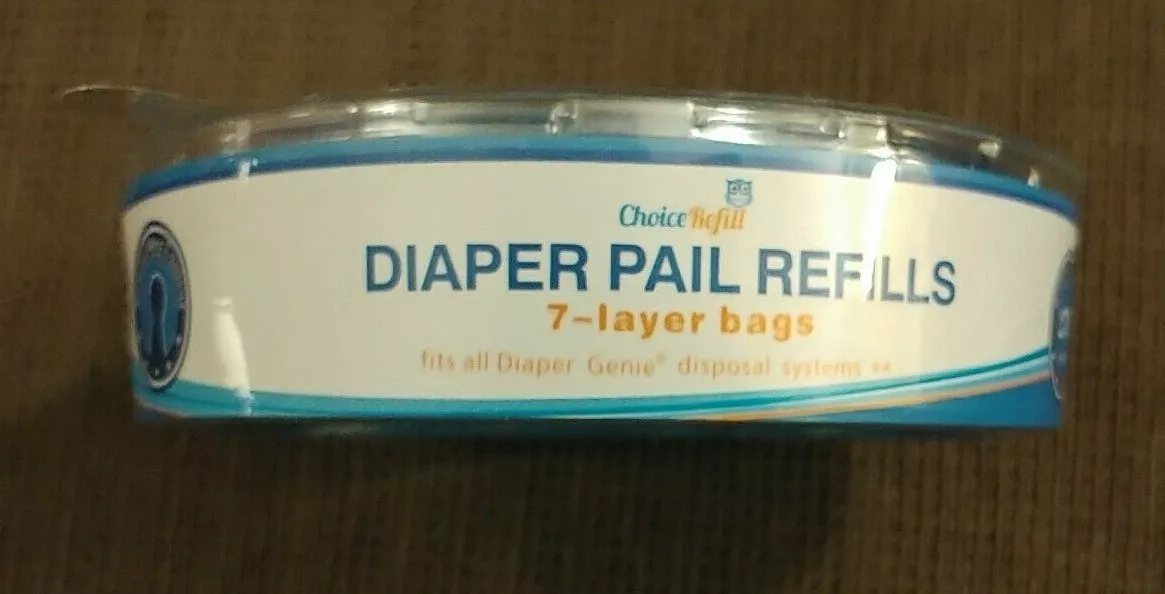 ChoiceRefill
DIAPER PAIL REFILLS
7-layer bags
fits all Diaper Genie® disposal systems **